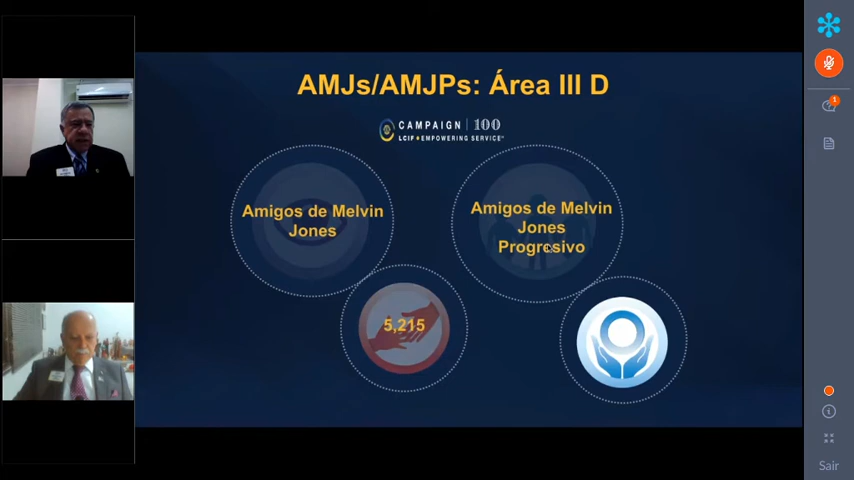 AMJs/AMJPs: Área III D
CAMPAIGN | 100
LCIF EMPOWERING SERVICE
Amigos de Melvin
Jones
Amigos de Melvin
Jones
Progresivo
5,215
1
Sair